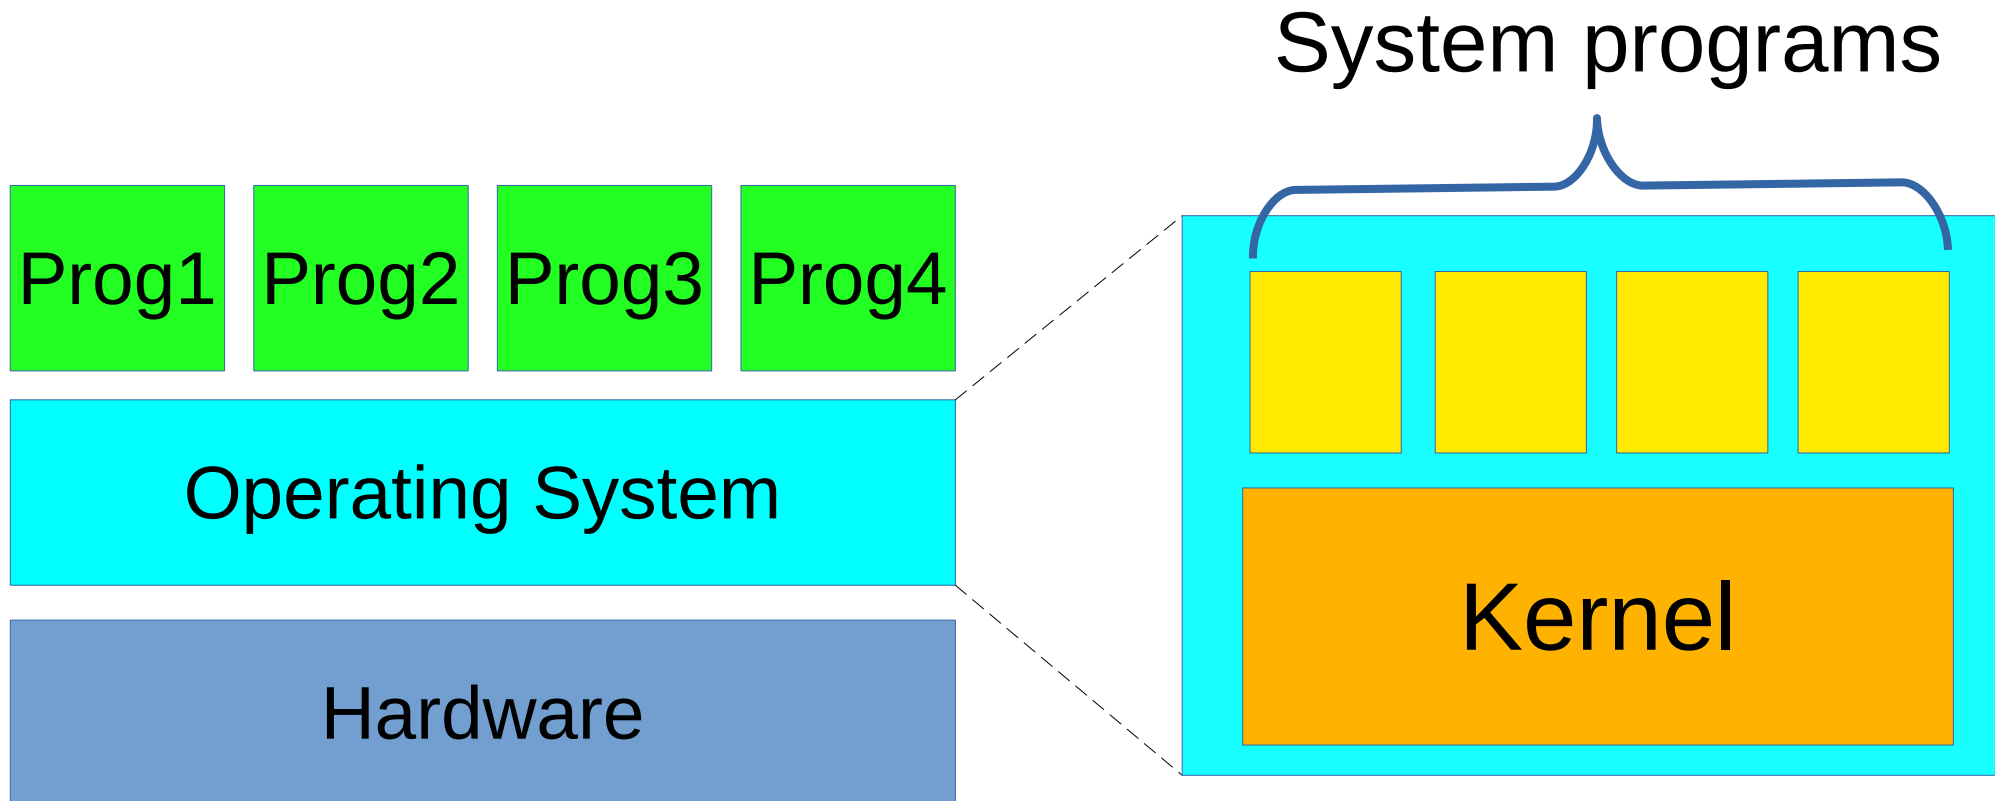 System programs
Prog1 Prog2 Prog3 Prog4
Operating System
Hardware
Kernel